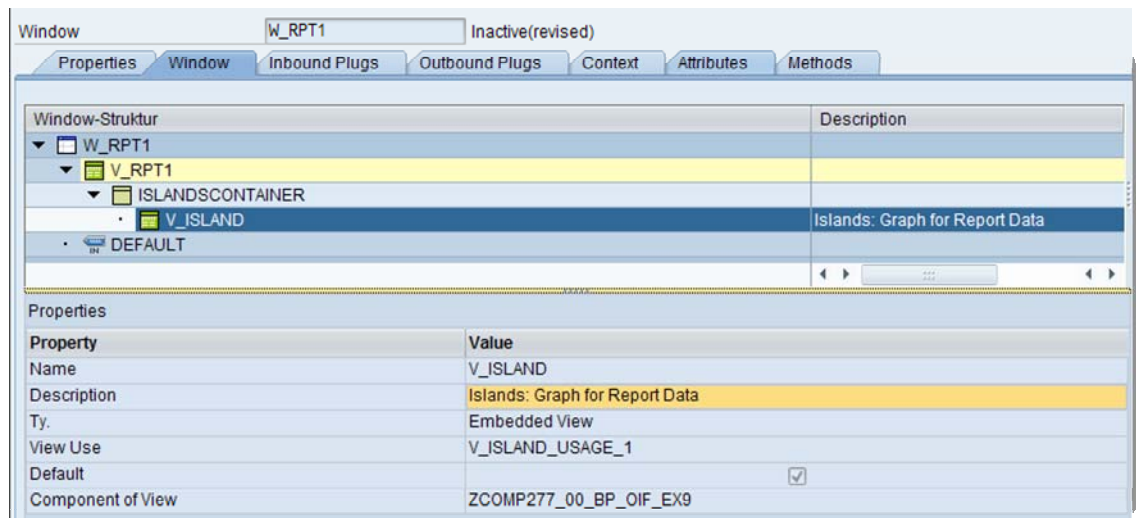 Window W_RPT1 Inactive(revised)
Properties Window Inbound Plugs Outbound Plugs Context Attributes Methods
Window-Struktur Description
W_RPT1
V_RPT1
ISLANDSCONTAINER
V_ISLAND Islands: Graph for Report Data
IN DEFAULT
Properties
Property Value
Name V_ISLAND
Description Islands: Graph for Report Data
Ty. Embedded View
View Use V_ISLAND_USAGE_1
Default
Component of View ZCOMP277_00_BP_OIF_EX9